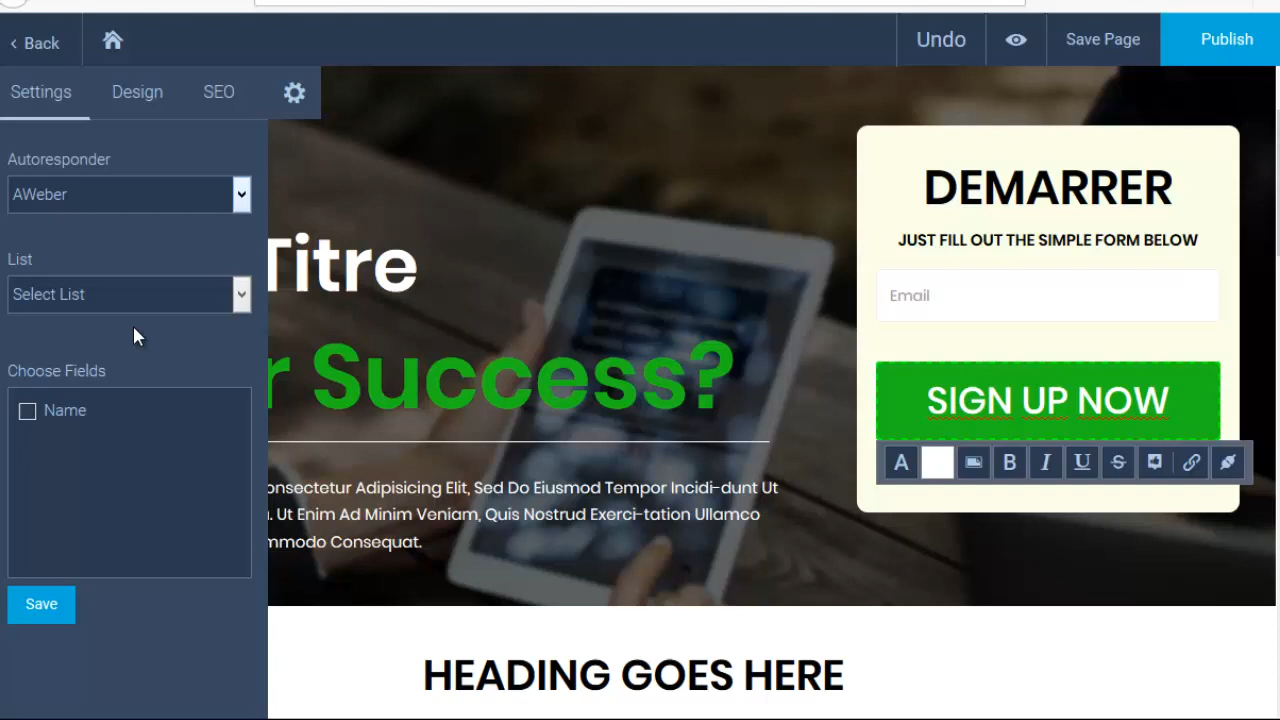 Back
Undo
Save Page
Publish
Settings
Design
SEO
Autoresponder
AWeber
List
Select List
Choose Fields
Name
Save
Titre
r Success?
onsectetur Adipisicing Elit, Sed Do Eiusmod Tempor Incidi-dunt Ut
. Ut Enim Ad Minim Veniam, Quis Nostrud Exerci-tation Ullamco
mmodo Consequat.
DEMARRER
JUST FILL OUT THE SIMPLE FORM BELOW
Email
SIGN UP NOW
A
B
I
U
S
HEADING GOES HERE